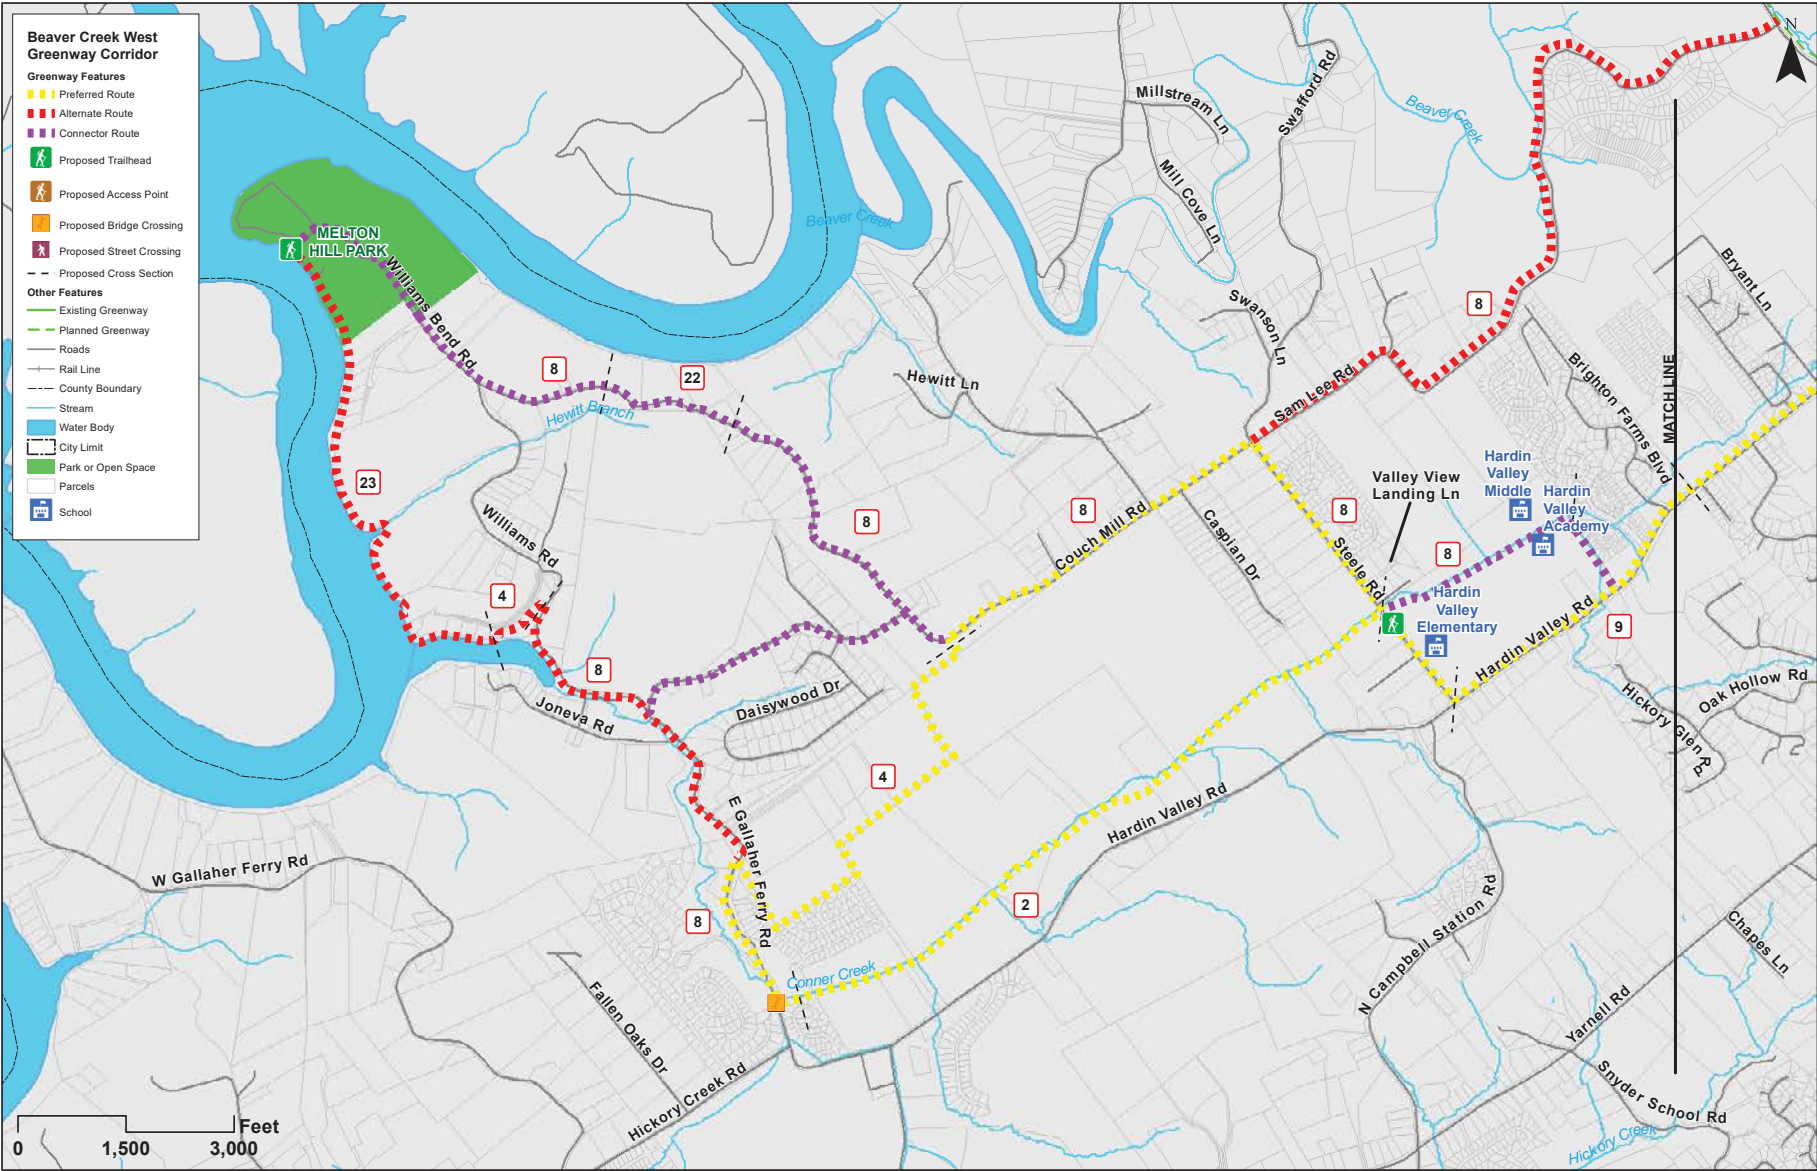 Beaver Creek West
Greenway Corridor
Greenway Features
Preferred Route
Alternate Route
Connector Route
Proposed Trailhead
Proposed Access Point
Proposed Bridge Crossing
Proposed Street Crossing
Proposed Cross Section
Other Features
Existing Greenway
Planned Greenway
Roads
Rail Line
County Boundary
Stream
Water Body
City Limit
Park or Open Space
Parcels
School
N
Millstream Ln
Swafford Rd
Beaver Creek
Mill Cove Ln
Beaver Creek
MELTON
HILL PARK
Williams Bend Rd
Bryant Ln
Swanson Ln
8
8
22
Hewitt Ln
Sam Lee Rd
Brighton Farms Blvd
MATCH LINE
Hewitt Branch
23
Valley View
Landing Ln
Hardin
Valley
Middle
Hardin
Valley
Academy
Williams Rd
8
8
Couch Mill Rd
Caspian Dr
8
Steele Rd
8
4
Hardin
Valley
Elementary
Hardin Valley Rd
9
8
Joneva Rd
Daisywood Dr
Oak Hollow Rd
Hickory Glen Rd
4
Hardin Valley Rd
E Gallaher Ferry Rd
W Gallaher Ferry Rd
2
8
N Campbell Station Rd
Chapes Ln
Conner Creek
Fallen Oaks Dr
Yarnell Rd
Hickory Creek Rd
Snyder School Rd
Hickory Creek
Feet
0
1,500
3,000